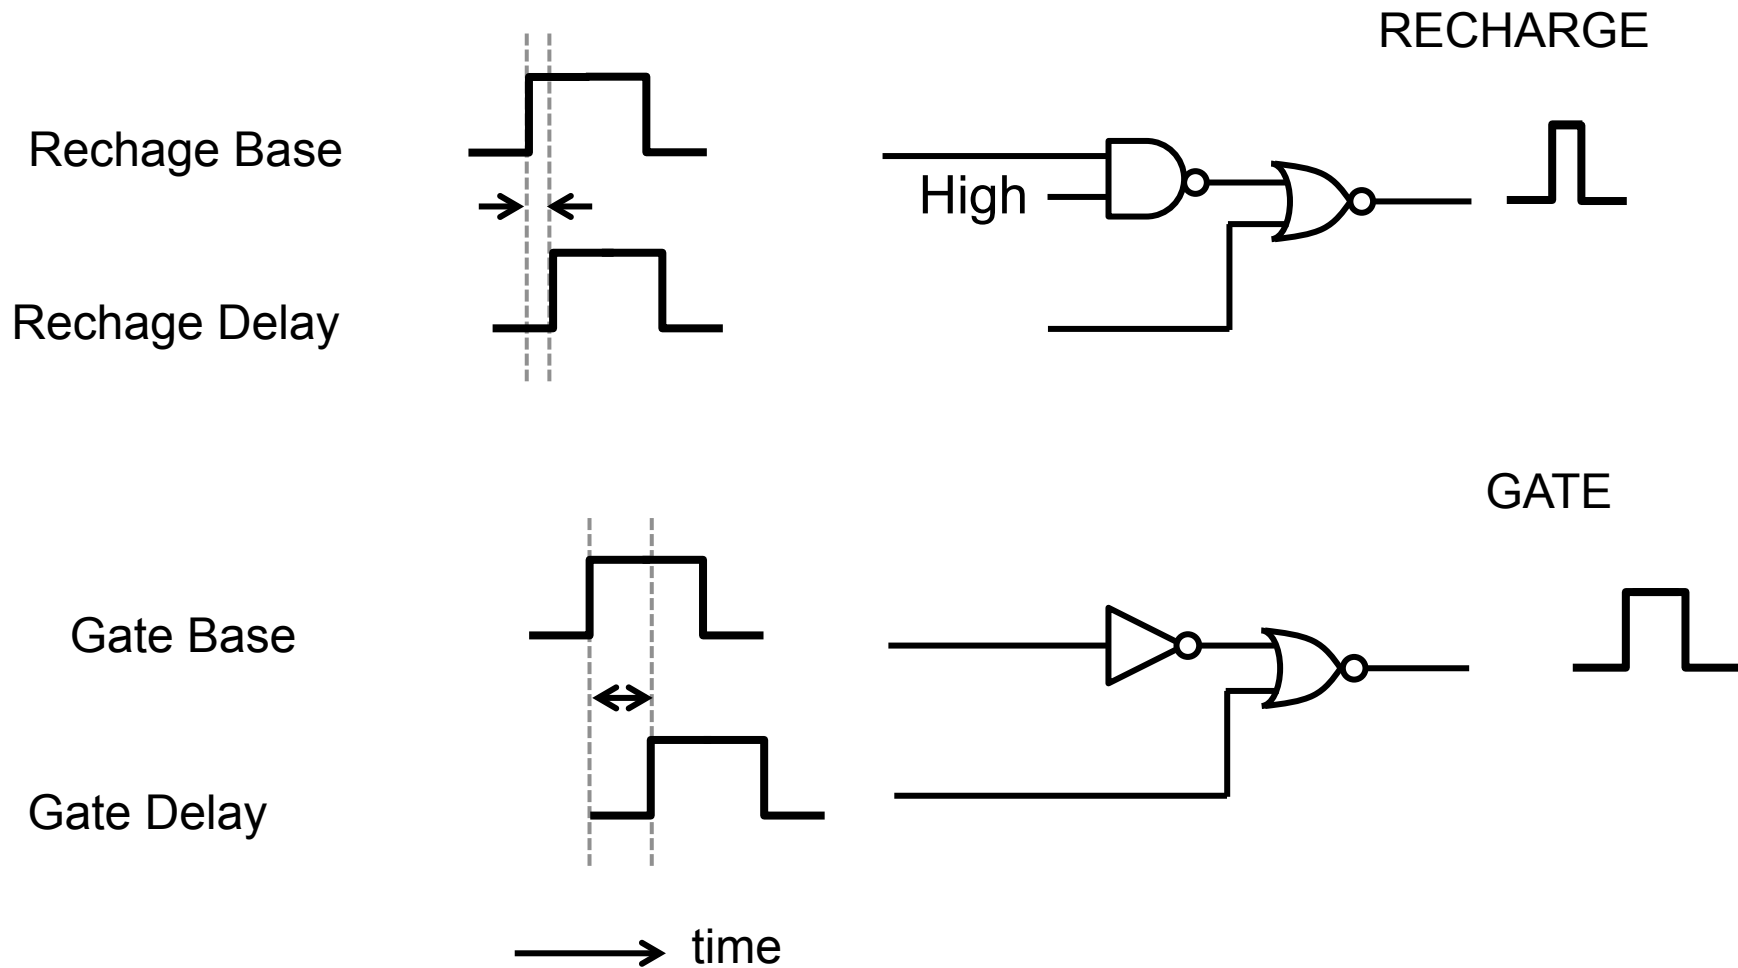 RECHARGE
Rechage Base
High
Rechage Delay
GATE
Gate Base
Gate Delay
time